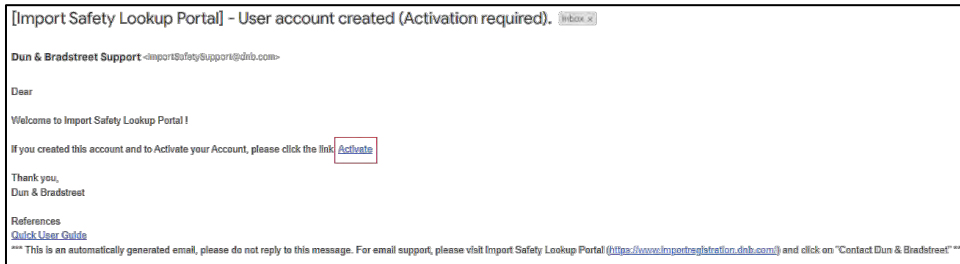 [Import Safety Lookup Portal] - User account created (Activation required). Inbox x
Dun & Bradstreet Support <ImportSafetySupport@dnb.com>
Dear
Welcome to Import Safety Lookup Portal !
If you created this account and to Activate your Account, please click the link Activate
Thank you,
Dun & Bradstreet
References
Quick User Guide
*** This is an automatically generated email, please do not reply to this message. For email support, please visit Import Safety Lookup Portal (https://www.importregistration.dnb.com/) and click on "Contact Dun & Bradstreet" **